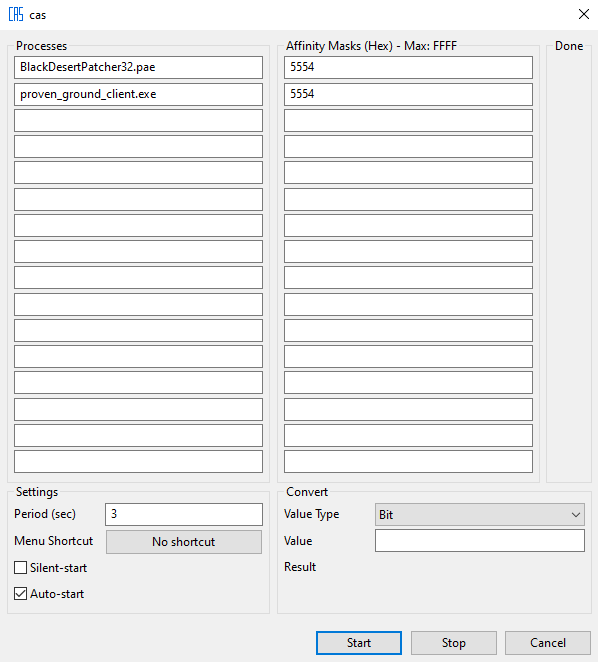 CAS cas
Processes
Affinity Masks (Hex) - Max: FFFF
Done
BlackDesertPatcher32.pae
5554
proven_ground_client.exe
5554
Settings
Convert
Period (sec)
3
Value Type
Bit
Menu Shortcut
No shortcut
Value
Silent-start
Result
Auto-start
Start
Stop
Cancel